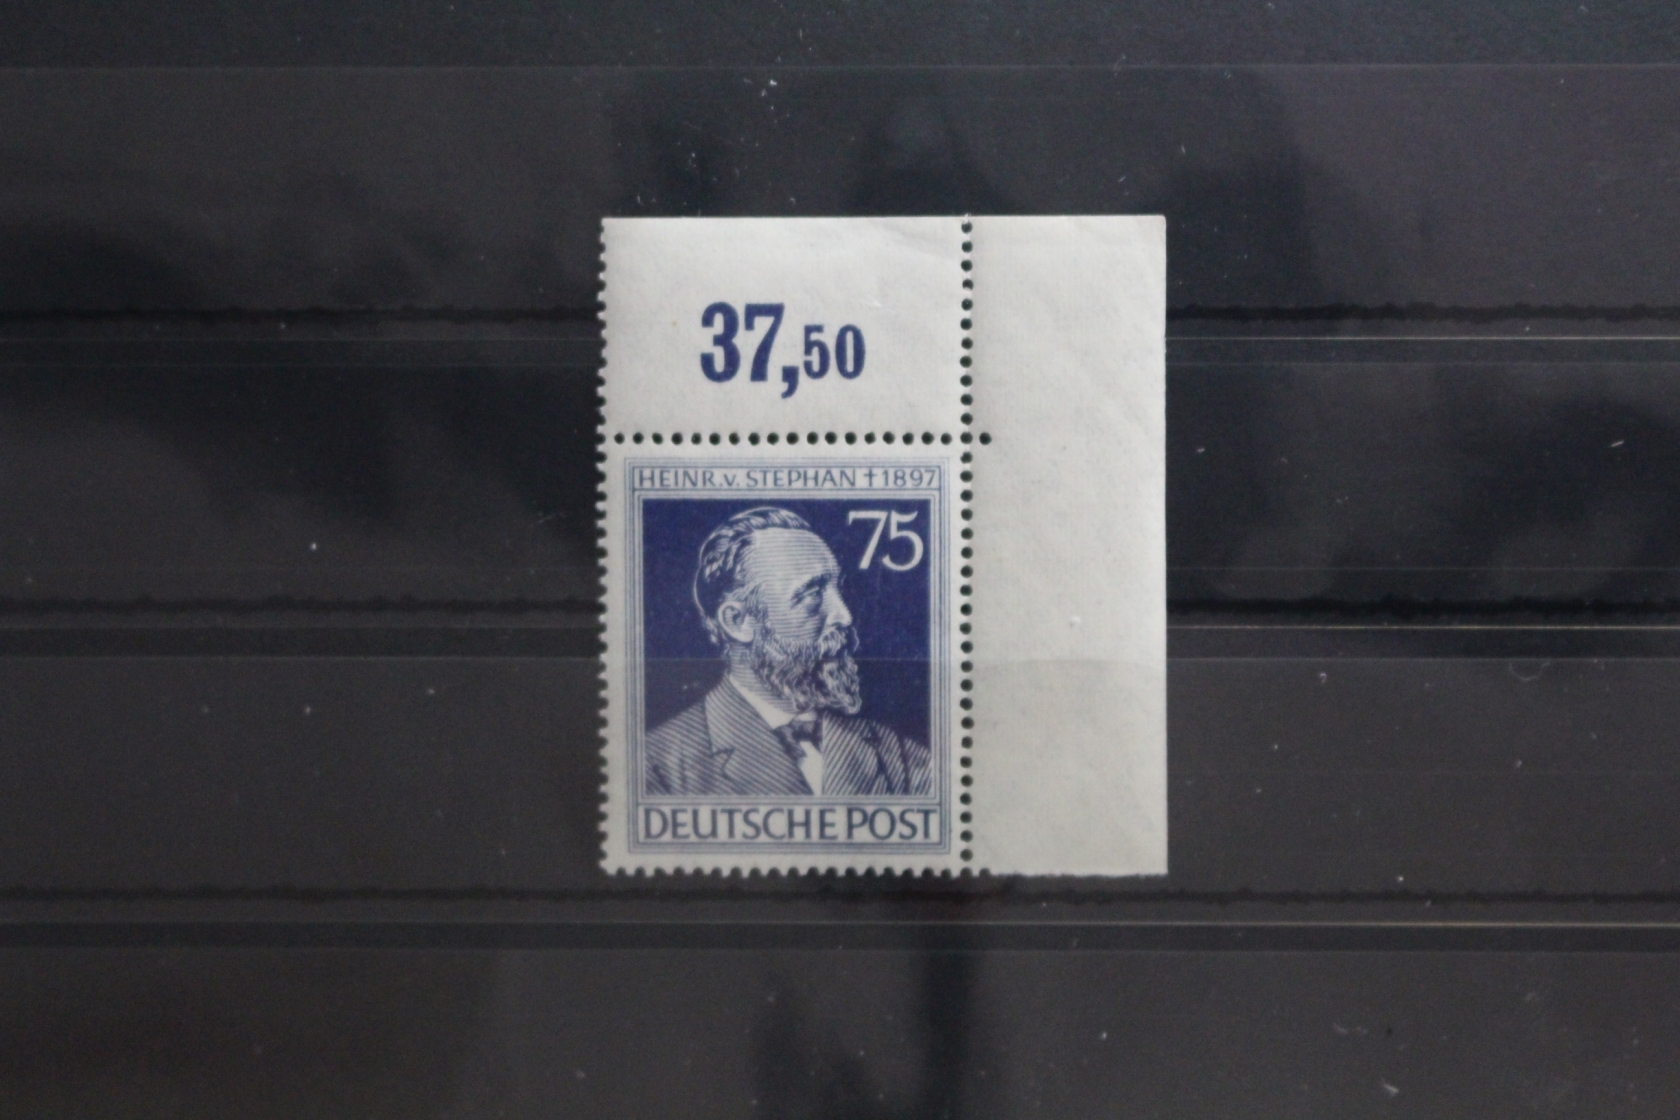 37,50
HEINR.v. STEPHAN †1897
75
DEUTSCHE POST